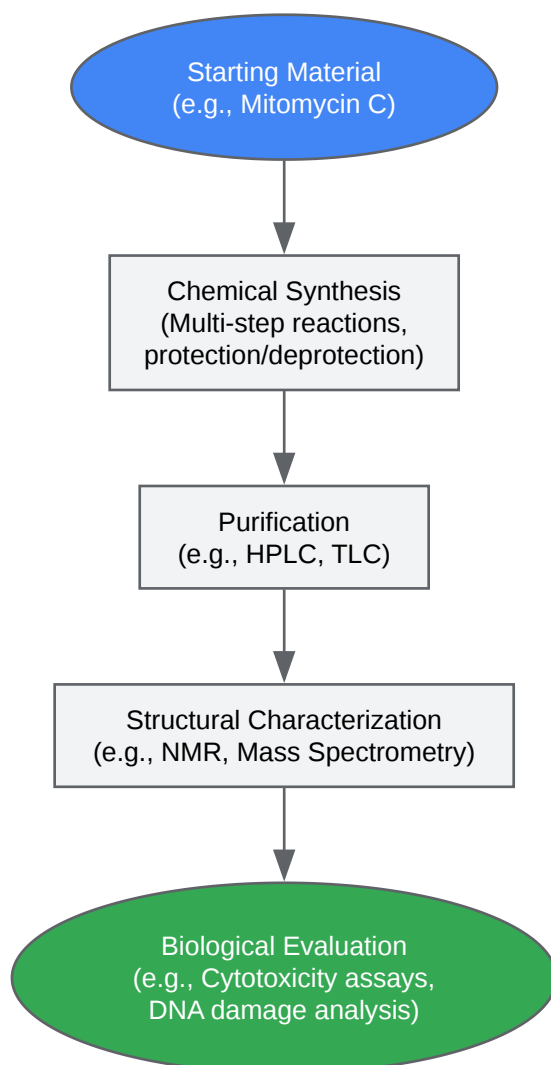 Starting Material
(e.g., Mitomycin C)
Chemical Synthesis
(Multi-step reactions,
protection/deprotection)
Purification
(e.g., HPLC, TLC)
Structural Characterization
(e.g., NMR, Mass Spectrometry)
Biological Evaluation
(e.g., Cytotoxicity assays,
DNA damage analysis)